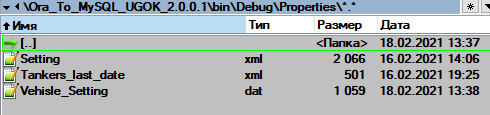 \Ora_To_MySQL_UGOK_2.0.0.1\bin\Debug\Properties\*.*
Имя Тип Размер Дата
[..] <Папка> 18.02.2021 13:37
Setting xml 2 066 16.02.2021 14:06
Tankers_last_date xml 501 16.02.2021 19:25
Vehisle_Setting dat 1 059 18.02.2021 13:38